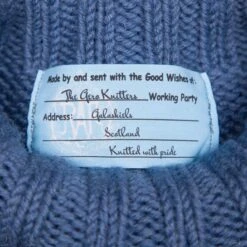 Made by and sent with the Good Wishes of:
The Gero Knitters Working Party
Address: Galashiels
Scotland
Knitted with pride